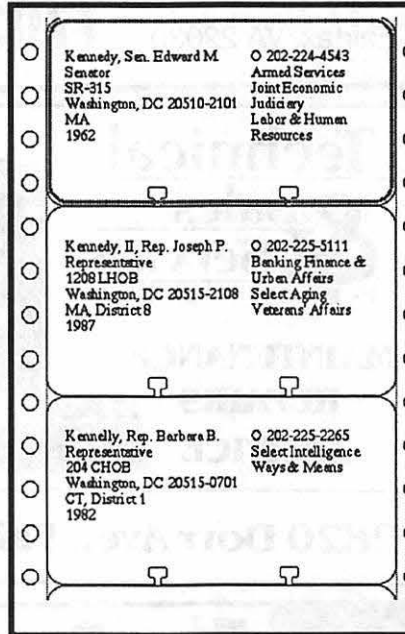 Kennedy, Sen. Edward M.
Senator
SR-315
Washington, DC 20510-2101
MA
1962
O 202-224-4543
Armed Services
Joint Economic
Judiciary
Labor & Human
Resources
Kennedy, II, Rep. Joseph P.
Representative
1208 LHOB
Washington, DC 20515-2108
MA, District 8
1987
O 202-225-5111
Banking Finance &
Urban Affairs
Select Aging
Veterans' Affairs
Kennelly, Rep. Barbara B.
Representative
204 CHOB
Washington, DC 20515-0701
CT, District 1
1982
O 202-225-2265
Select Intelligence
Ways & Means